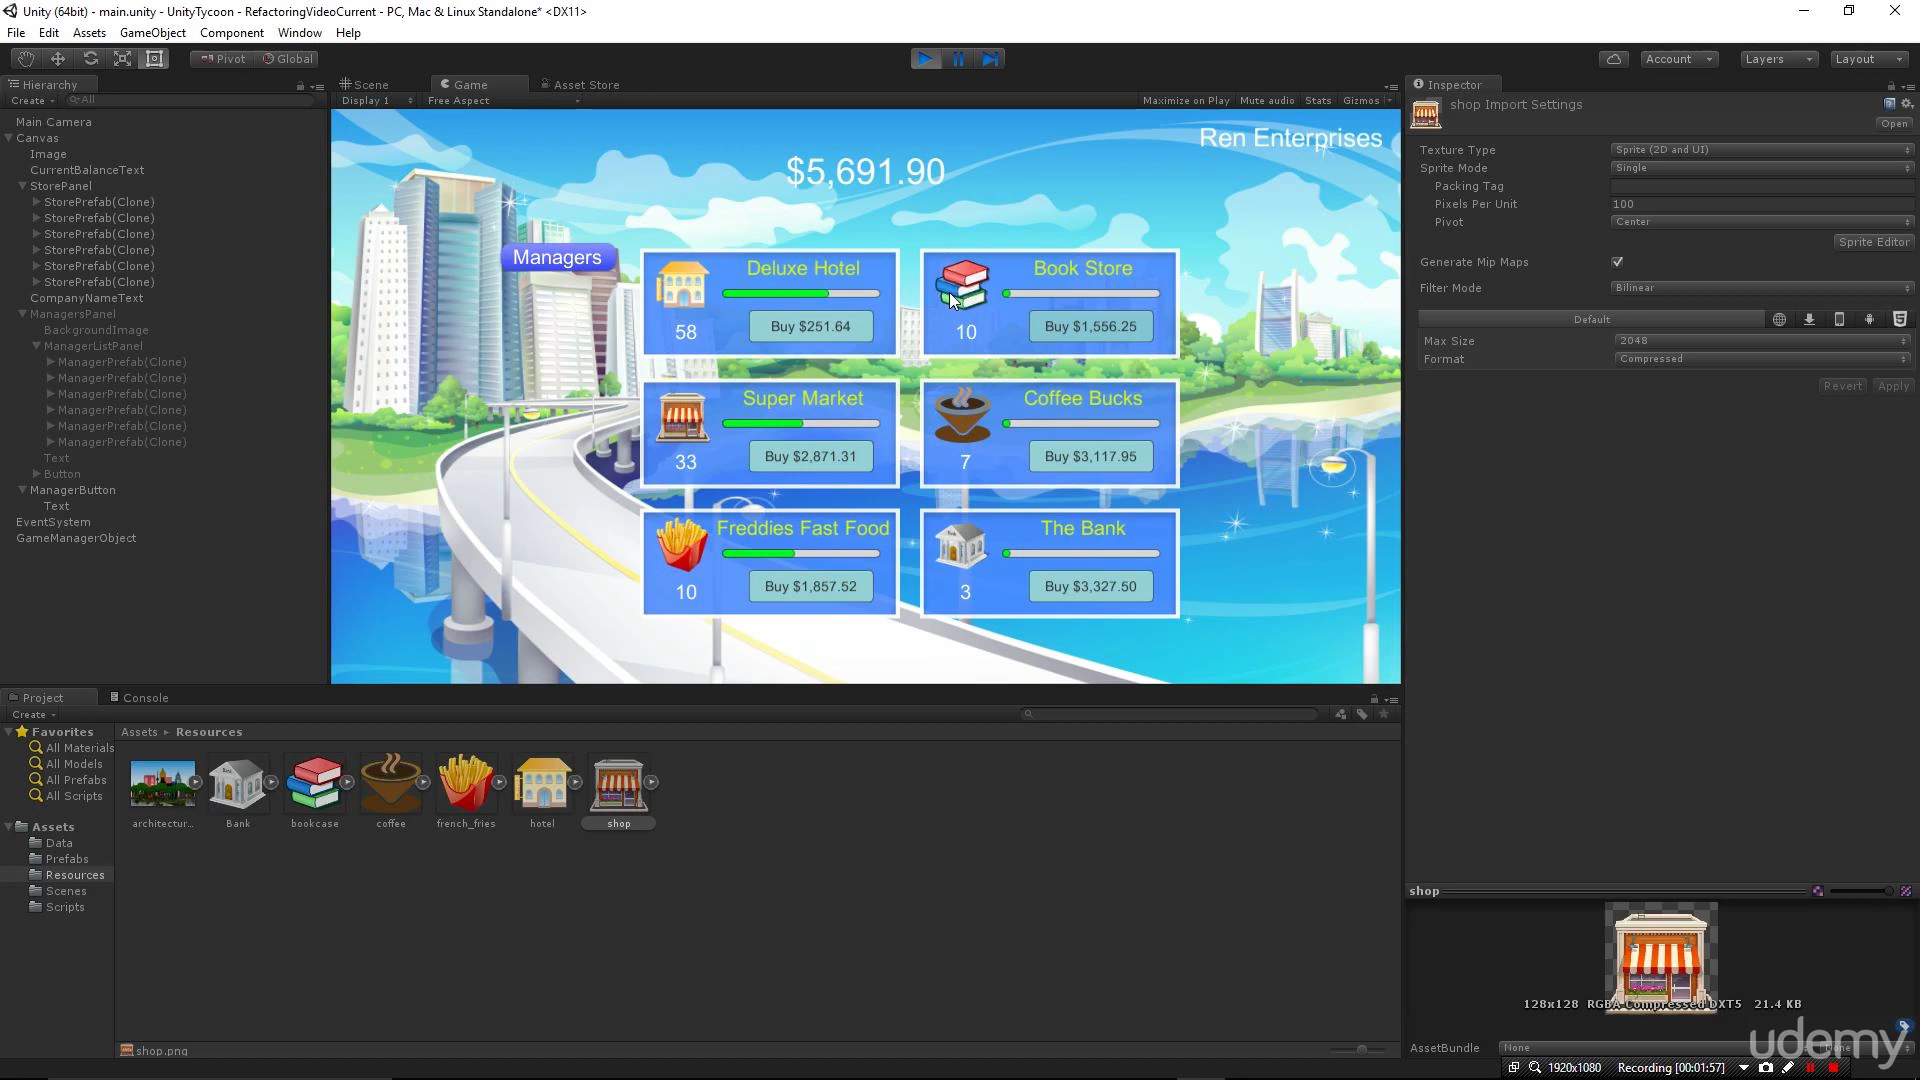 Unity (64bit) - main.unity - UnityTycoon - RefactoringVideoCurrent - PC, Mac & Linux Standalone* <DX11>
File Edit Assets GameObject Component Window Help
Pivot Global Account Layers Layout
Hierarchy
Create All
Main Camera
Canvas
Image
CurrentBalanceText
StorePanel
StorePrefab(Clone)
StorePrefab(Clone)
StorePrefab(Clone)
StorePrefab(Clone)
StorePrefab(Clone)
StorePrefab(Clone)
CompanyNameText
ManagersPanel
BackgroundImage
ManagerListPanel
ManagerPrefab(Clone)
ManagerPrefab(Clone)
ManagerPrefab(Clone)
ManagerPrefab(Clone)
ManagerPrefab(Clone)
ManagerPrefab(Clone)
Text
Button
ManagerButton
Text
EventSystem
GameManagerObject
Scene Game Asset Store
Display 1 Free Aspect Maximize on Play Mute audio Stats Gizmos
Ren Enterprises
$5,691.90
Managers
Deluxe Hotel
58 Buy $251.64
Book Store
10 Buy $1,556.25
Super Market
33 Buy $2,871.31
Coffee Bucks
7 Buy $3,117.95
Freddies Fast Food
10 Buy $1,857.52
The Bank
3 Buy $3,327.50
Inspector
shop Import Settings
Open
Texture Type Sprite (2D and UI)
Sprite Mode Single
Packing Tag
Pixels Per Unit 100
Pivot Center
Sprite Editor
Generate Mip Maps
Filter Mode Bilinear
Default
Max Size 2048
Format Compressed
Revert Apply
Project Console
Create
Favorites
All Materials
All Models
All Prefabs
All Scripts
Assets
Data
Prefabs
Resources
Scenes
Scripts
Assets Resources
architectur... Bank bookcase coffee french_fries hotel shop
shop.png
shop
128x128 RGBA Compressed DXT5 21.4 KB
AssetBundle None None
udemy
1920x1080 Recording [00:01:57]